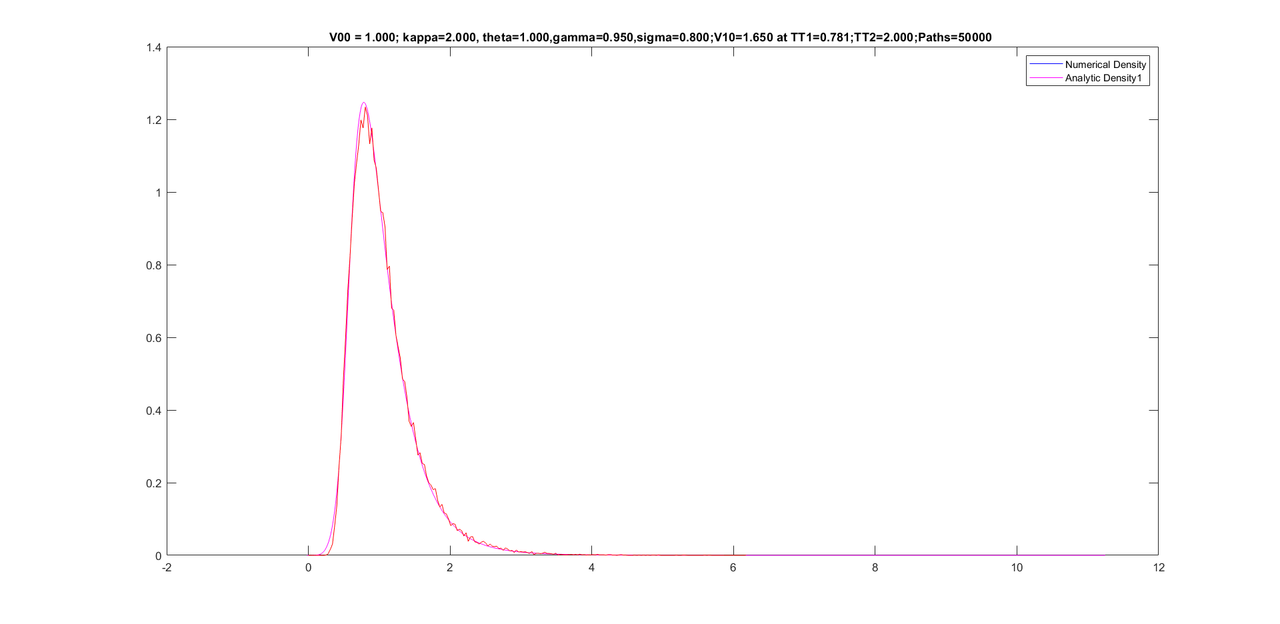 V00 = 1.000; kappa=2.000, theta=1.000,gamma=0.950,sigma=0.800;V10=1.650 at TT1=0.781;TT2=2.000;Paths=50000
1.4
Numerical Density
Analytic Density1
1.2
1
0.8
0.6
0.4
0.2
0
-2 0 2 4 6 8 10 12